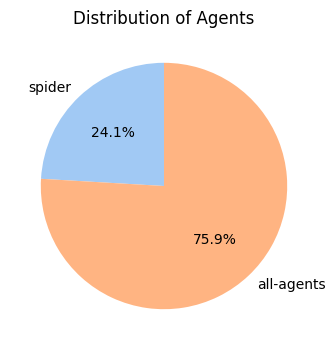 Distribution of Agents
spider
24.1%
75.9%
all-agents